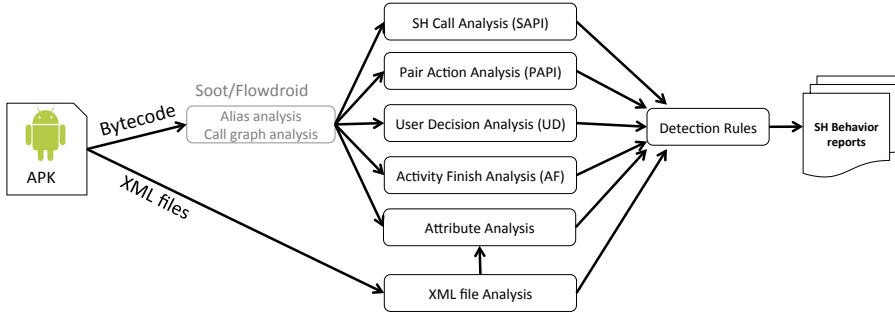 SH Call Analysis (SAPI)
Pair Action Analysis (PAPI)
Soot/Flowdroid
Bytecode
Alias analysis
Call graph analysis
User Decision Analysis (UD)
Detection Rules
SH Behavior
reports
APK
XML files
Activity Finish Analysis (AF)
Attribute Analysis
XML file Analysis